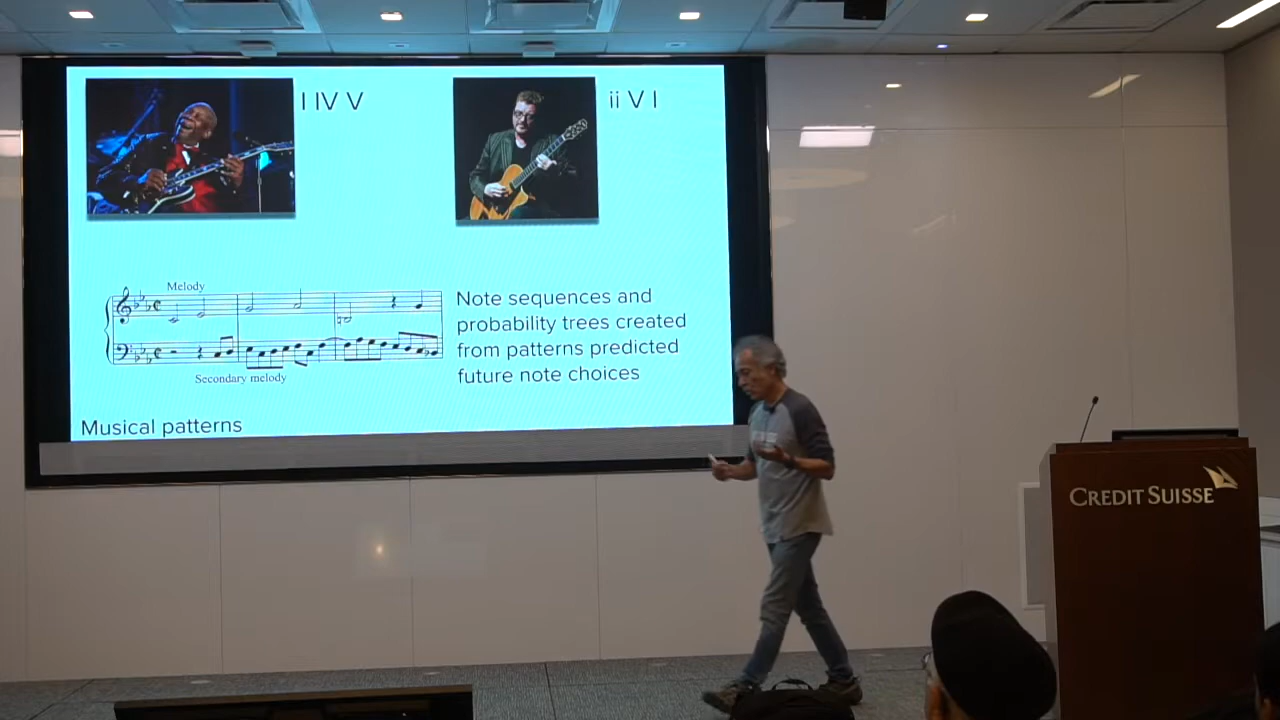 I IV V
ii V I
Melody
Secondary melody
Note sequences and
probability trees created
from patterns predicted
future note choices
Musical patterns
CREDIT SUISSE